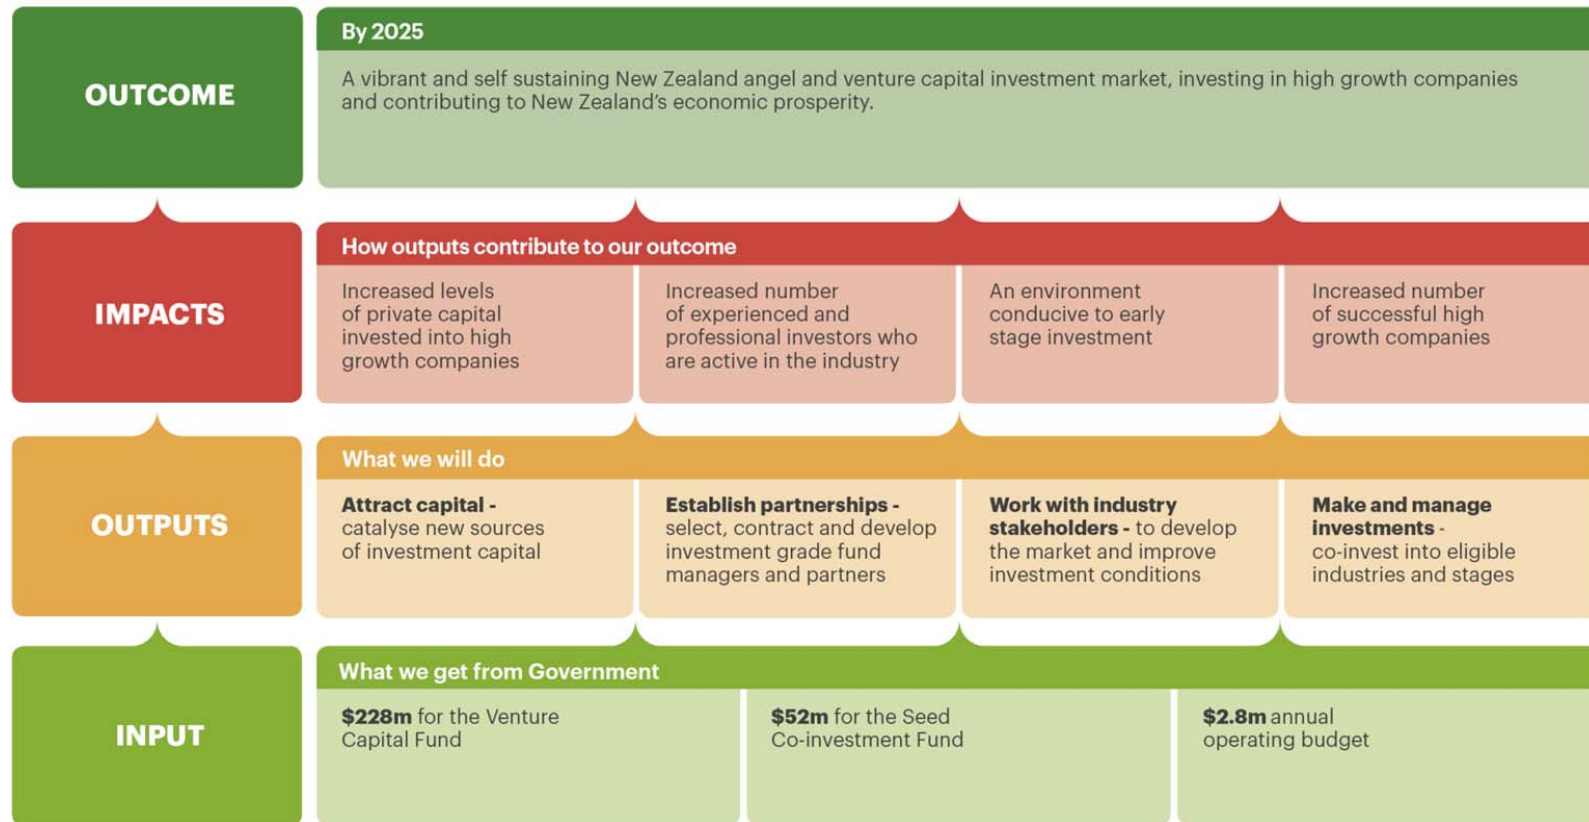 OUTCOME
By 2025
A vibrant and self sustaining New Zealand angel and venture capital investment market, investing in high growth companies
and contributing to New Zealand's economic prosperity.
IMPACTS
How outputs contribute to our outcome
Increased levels
of private capital
invested into high
growth companies
Increased number
of experienced and
professional investors who
are active in the industry
An environment
conducive to early
stage investment
Increased number
of successful high
growth companies
OUTPUTS
What we will do
Attract capital -
catalyse new sources
of investment capital
Establish partnerships -
select, contract and develop
investment grade fund
managers and partners
Work with industry
stakeholders - to develop
the market and improve
investment conditions
Make and manage
investments -
co-invest into eligible
industries and stages
INPUT
What we get from Government
$228m for the Venture
Capital Fund
$52m for the Seed
Co-investment Fund
$2.8m annual
operating budget